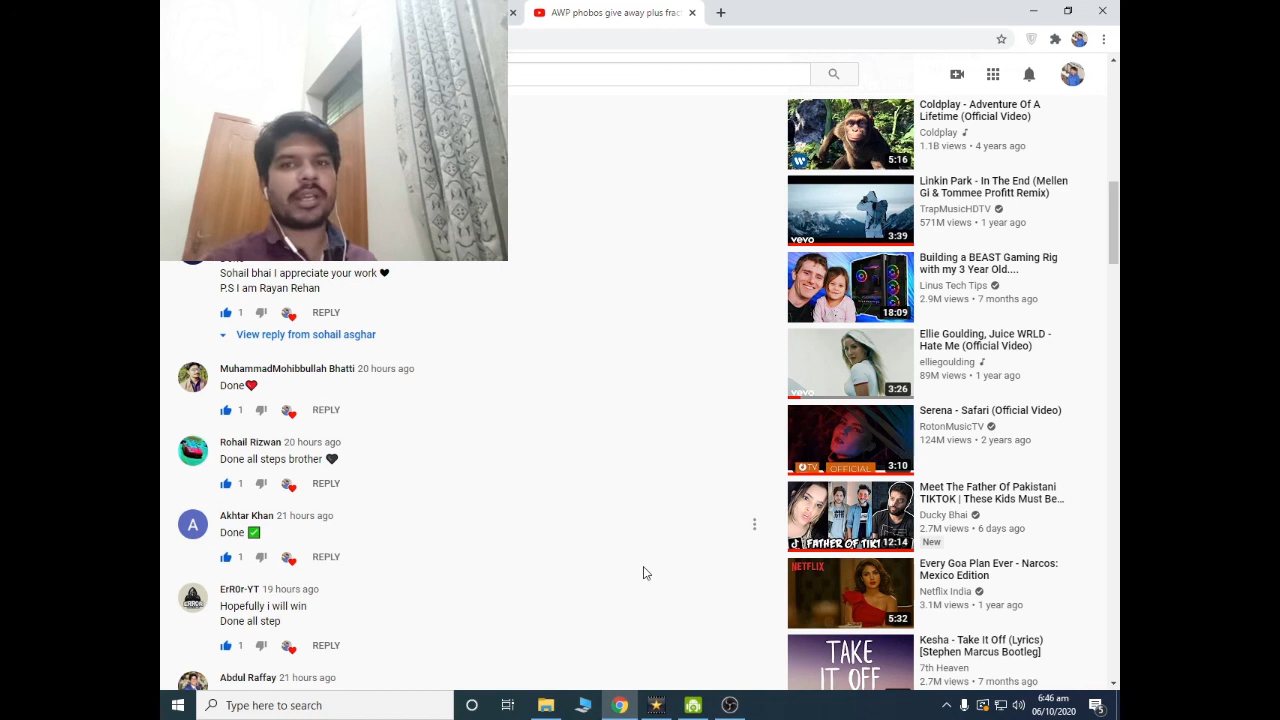 AWP phobos give away plus frac
Sohail bhai I appreciate your work 🖤
P.S I am Rayan Rehan
1
REPLY
View reply from sohail asghar
MuhammadMohibbullah Bhatti 20 hours ago
Done❤️
1
REPLY
Rohail Rizwan 20 hours ago
Done all steps brother 🖤
1
REPLY
A
Akhtar Khan 21 hours ago
Done ✅
1
REPLY
ErR0r-YT 19 hours ago
Hopefully i will win
Done all step
1
REPLY
Abdul Raffay 21 hours ago
5:16
Coldplay - Adventure Of A
Lifetime (Official Video)
Coldplay
1.1B views • 4 years ago
vevo
3:39
Linkin Park - In The End (Mellen
Gi & Tommee Profitt Remix)
TrapMusicHDTV
571M views • 1 year ago
18:09
Building a BEAST Gaming Rig
with my 3 Year Old....
Linus Tech Tips
2.9M views • 7 months ago
vevo
3:26
Ellie Goulding, Juice WRLD -
Hate Me (Official Video)
elliegoulding
89M views • 1 year ago
OFFICIAL
3:10
Serena - Safari (Official Video)
RotonMusicTV
124M views • 2 years ago
FATHER OF TIKT
12:14
Meet The Father Of Pakistani
TIKTOK | These Kids Must Be...
Ducky Bhai
2.7M views • 6 days ago
New
NETFLIX
5:32
Every Goa Plan Ever - Narcos:
Mexico Edition
Netflix India
3.1M views • 1 year ago
TAKE
IT OFF
Kesha - Take It Off (Lyrics)
[Stephen Marcus Bootleg]
7th Heaven
2.7M views • 7 months ago
Type here to search
6:46 am
06/10/2020
5